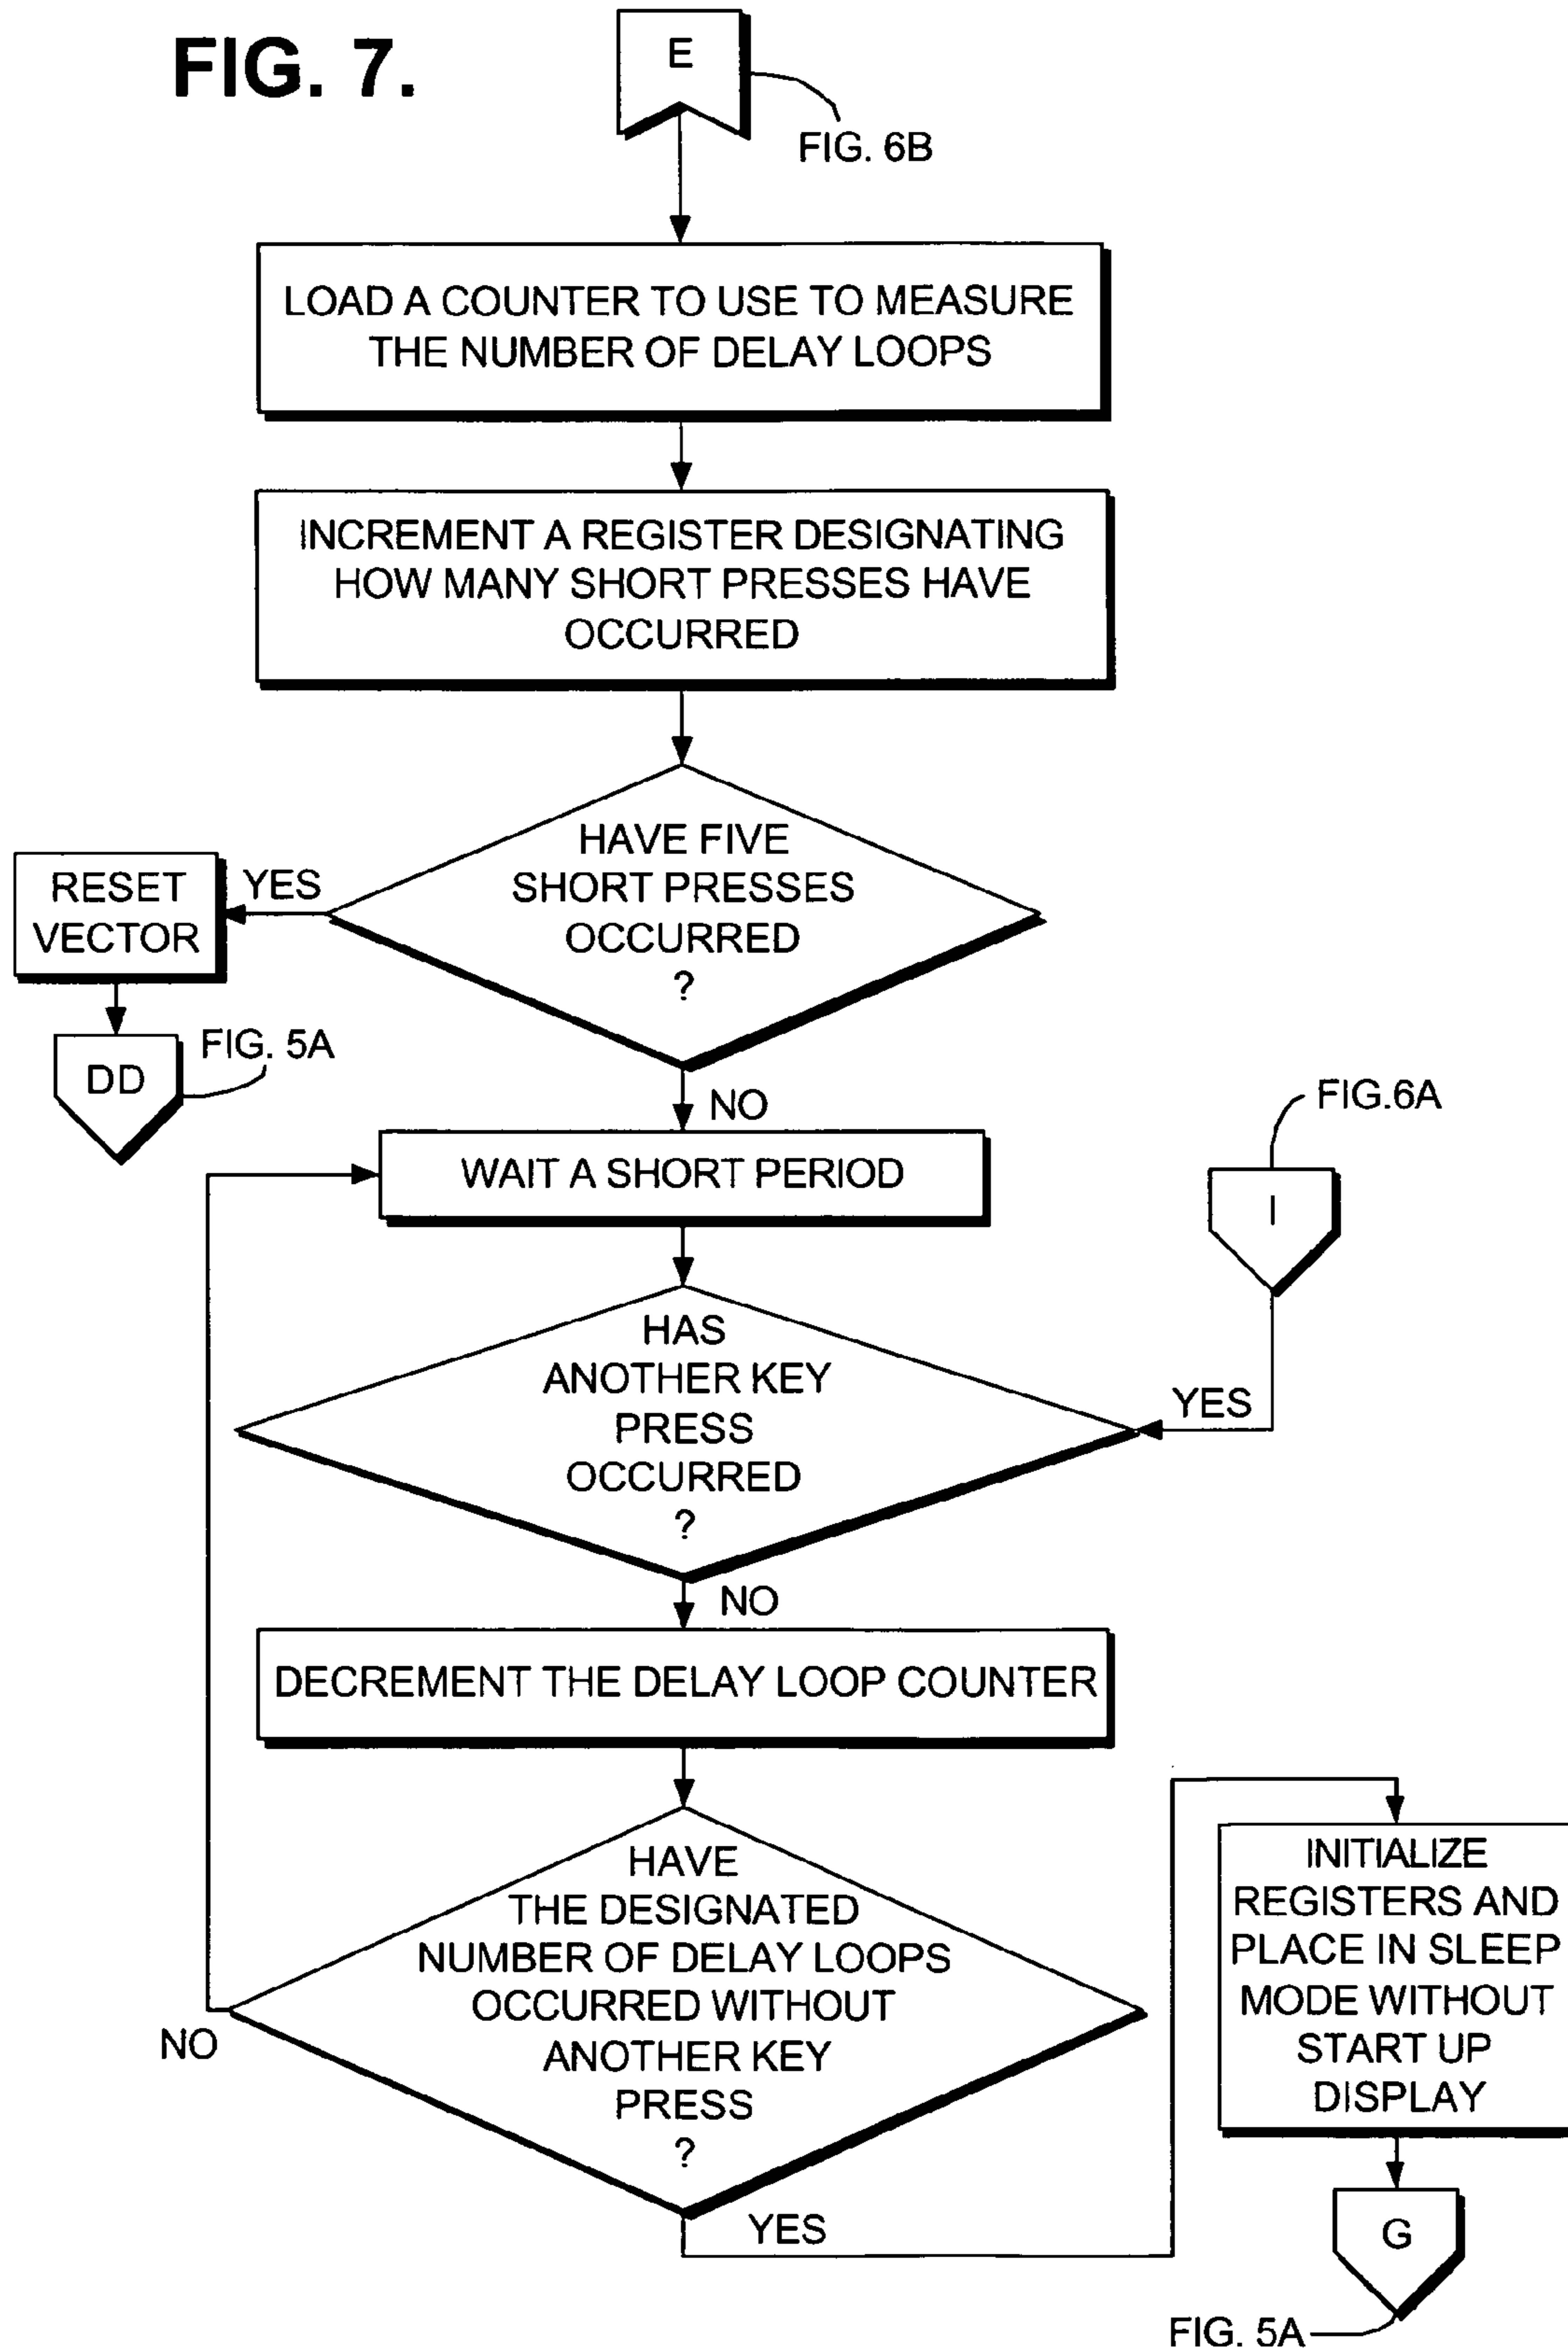 FIG. 7.
E
FIG. 6B
LOAD A COUNTER TO USE TO MEASURE
THE NUMBER OF DELAY LOOPS
INCREMENT A REGISTER DESIGNATING
HOW MANY SHORT PRESSES HAVE
OCCURRED
HAVE FIVE
SHORT PRESSES
OCCURRED
?
YES
RESET
VECTOR
DD
FIG. 5A
NO
WAIT A SHORT PERIOD
FIG.6A
I
YES
HAS
ANOTHER KEY
PRESS
OCCURRED
?
NO
DECREMENT THE DELAY LOOP COUNTER
HAVE
THE DESIGNATED
NUMBER OF DELAY LOOPS
OCCURRED WITHOUT
ANOTHER KEY
PRESS
?
NO
YES
INITIALIZE
REGISTERS AND
PLACE IN SLEEP
MODE WITHOUT
START UP
DISPLAY
G
FIG. 5A